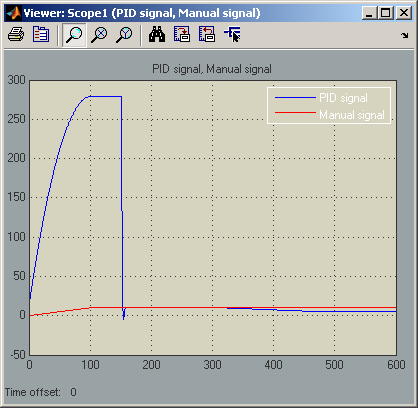 Viewer: Scope1 (PID signal, Manual signal)
PID signal, Manual signal
300
250
200
150
100
50
0
-50
PID signal
Manual signal
0 100 200 300 400 500 600
Time offset: 0